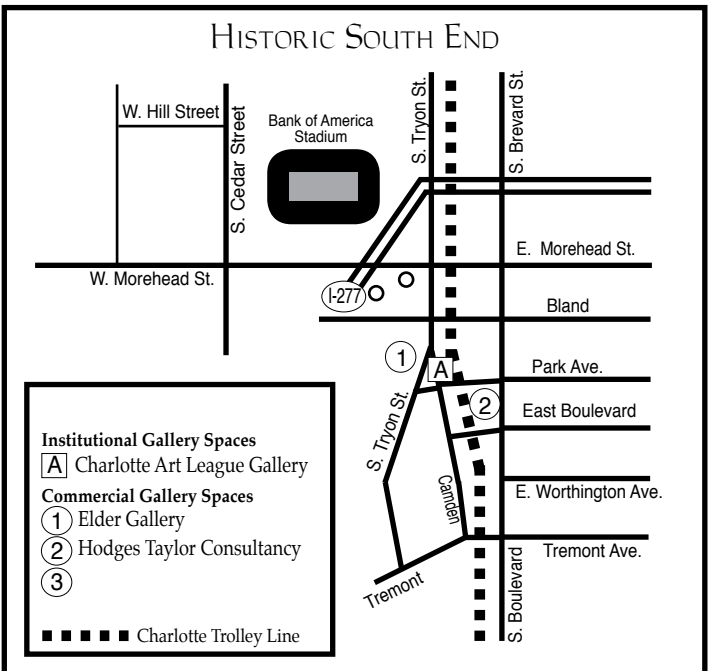 HISTORIC SOUTH END
W. Hill Street
S. Cedar Street
Bank of America
Stadium
S. Tryon St.
S. Brevard St.
E. Morehead St.
W. Morehead St.
I-277
Bland
1
A
Park Ave.
2
East Boulevard
S. Tryon St.
Camden
E. Worthington Ave.
Tremont Ave.
Tremont
S. Boulevard
Institutional Gallery Spaces
A Charlotte Art League Gallery
Commercial Gallery Spaces
1 Elder Gallery
2 Hodges Taylor Consultancy
3
Charlotte Trolley Line